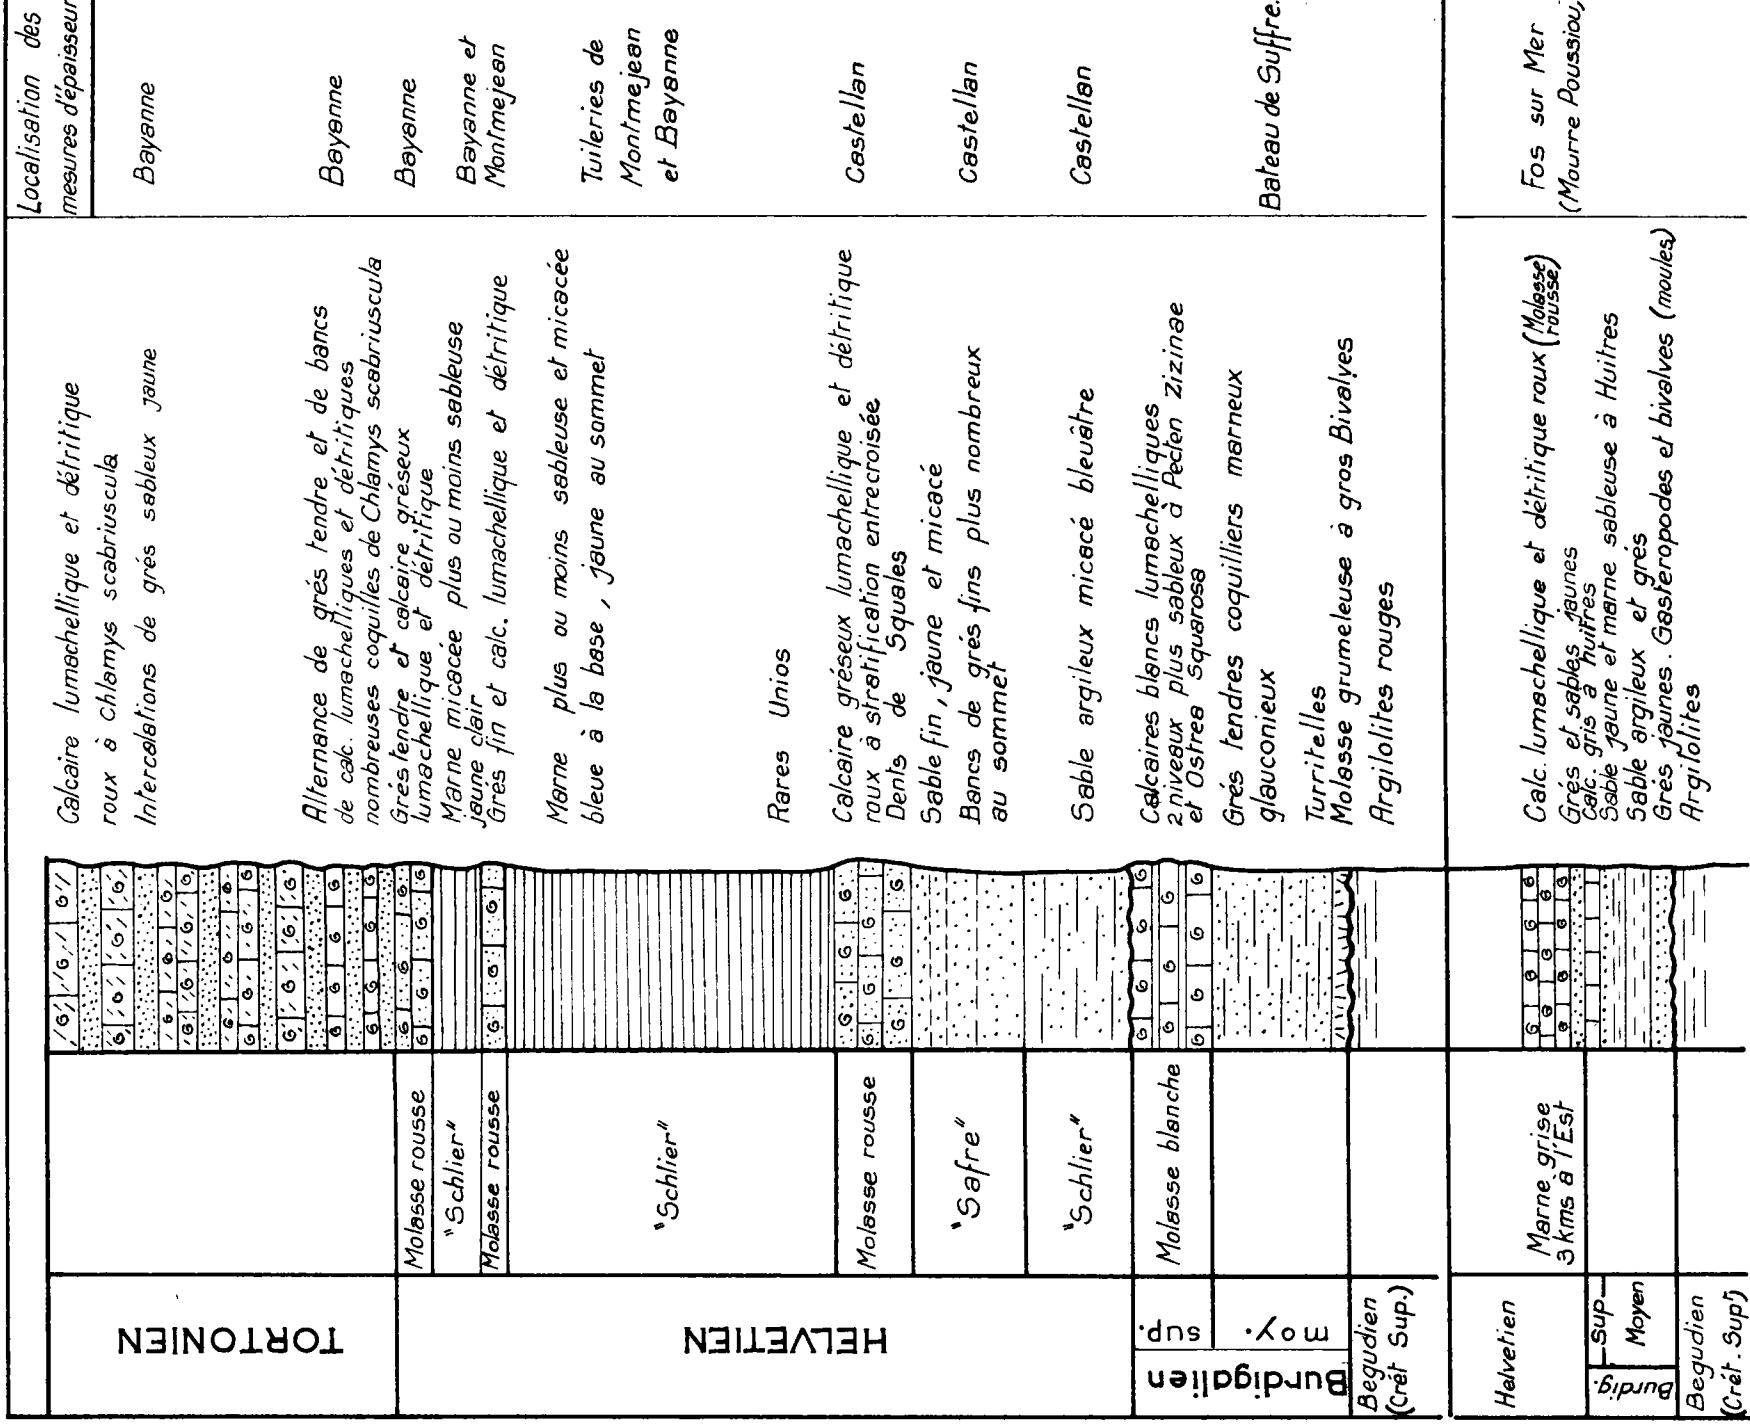 Localisation des
mesures d'épaisseur
TORTONIEN
Calcaire lumachellique et détritique
roux à Chlamys scabriuscula
Intercalations de grés sableux jaune
Bayanne
Alternance de grés tendre et de bancs
de calc. lumachelliques et détritiques
nombreuses coquilles de Chlamys scabriuscula
Bayanne
HELVETIEN
Molasse rousse
Grés tendre et calcaire gréseux
lumachellique et détritique
Bayanne
"Schlier"
Marne micacée plus ou moins sableuse
jaune clair
Bayanne et
Montmejean
Molasse rousse
Grés fin et calc. lumachellique et détritique
"Schlier"
Marne plus ou moins sableuse et micacée
bleue à la base, jaune au sommet
Tuileries de
Montmejean
et Bayanne
Rares Unios
Molasse rousse
Calcaire gréseux lumachellique et détritique
roux à stratification entrecroisée
Dents de Squales
Castellan
"Safre"
Sable fin, jaune et micacé
Bancs de grés fins plus nombreux
au sommet
Castellan
"Schlier"
Sable argileux micacé bleuâtre
Castellan
Burdigalien
sup.
Molasse blanche
Calcaires blancs lumachelliques
2 niveaux plus sableux à Pecten Zizinae
et Ostrea squarosa
moy.
Grés tendres coquilliers marneux
glauconieux
Bateau de Suffre.
Turritelles
Molasse grumeleuse à gros Bivalves
Begudien
(Crét Sup.)
Argilolites rouges
Helvetien
Marne grise
3 kms à l'Est
Calc. lumachellique et détritique roux (Molasse
rousse)
Grés et sables jaunes
Calc. gris à huitres
Fos sur Mer
(Mourre Poussiou)
Burdig.
Sup
Moyen
Sable jaune et marne sableuse à Huitres
Sable argileux et grés
Grés jaunes. Gasteropodes et bivalves (moules)
Begudien
(Crét. Sup')
Argilolites